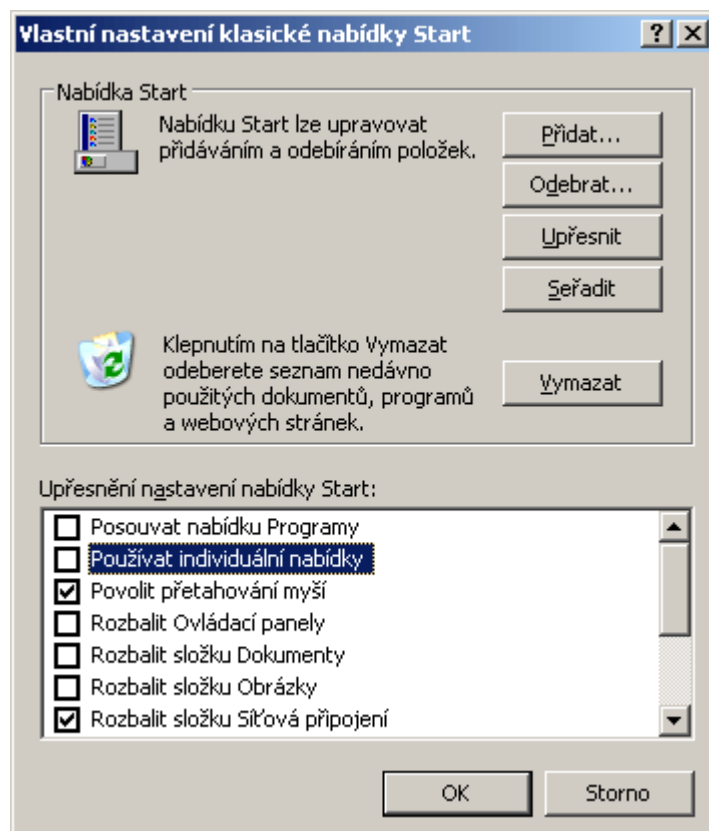 Vlastní nastavení klasické nabídky Start
Nabídka Start
Nabídku Start lze upravovat
přidáváním a odebíráním položek.
Přidat...
Odebrat...
Upřesnit
Seřadit
Klepnutím na tlačítko Vymazat
odeberete seznam nedávno
použitých dokumentů, programů
a webových stránek.
Vymazat
Upřesnění nastavení nabídky Start:
Posouvat nabídku Programy
Používat individuální nabídky
Povolit přetahování myší
Rozbalit Ovládací panely
Rozbalit složku Dokumenty
Rozbalit složku Obrázky
Rozbalit složku Síťová připojení
OK
Storno